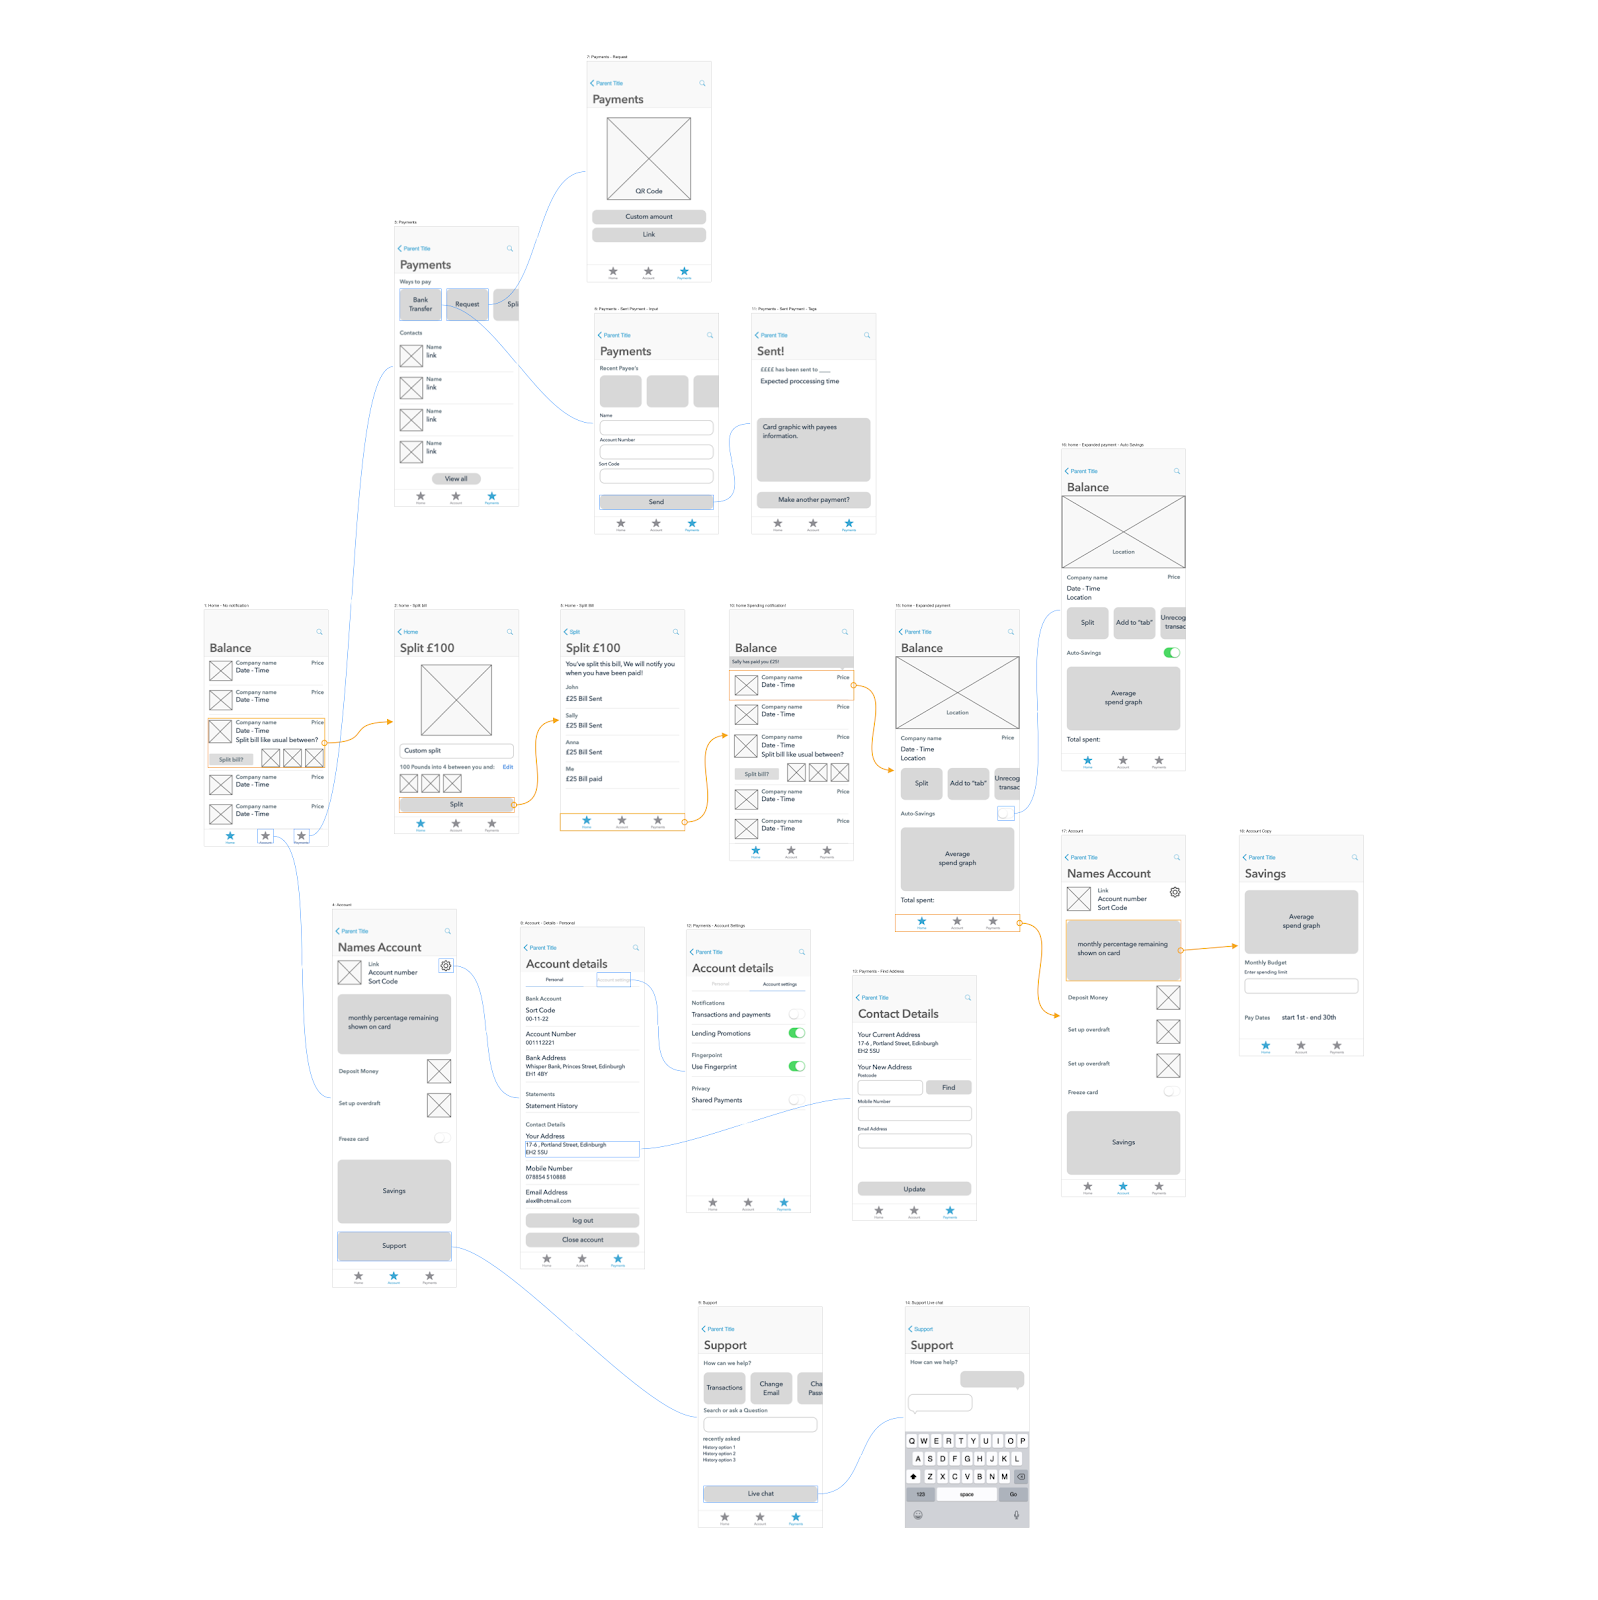 7: Payments - Request
Parent Title
Payments
QR Code
Custom amount
Link
Home Account Payments
3: Payments
Parent Title
Payments
Ways to pay
Bank Transfer
Request
Spli
Contacts
Name
link
Name
link
Name
link
Name
link
View all
Home Account Payments
6: Payments - Sent Payment - Input
Parent Title
Payments
Recent Payee's
Name
Account Number
Sort Code
Send
Home Account Payments
11: Payments - Sent Payment - Tags
Parent Title
Sent!
££££ has been sent to ____
Expected proccessing time
Card graphic with payees
information.
Make another payment?
Home Account Payments
16: home - Expanded payment - Auto-Savings
Parent Title
Balance
Location
Company name Price
Date - Time
Location
Split
Add to "tab"
Unrecog
transac
Auto-Savings
Average
spend graph
Total spent:
Home Account Payments
1: Home - No notification
Balance
Company name Price
Date - Time
Company name Price
Date - Time
Company name Price
Date - Time
Split bill like usual between?
Split bill?
Company name Price
Date - Time
Company name Price
Date - Time
Home Account Payments
2: home - Split bill
Home
Split £100
Custom split
100 Pounds into 4 between you and: Edit
Split
Home Account Payments
5: Home - Split Bill
Split
Split £100
You've split this bill, We will notify you
when you have been paid!
John
£25 Bill Sent
Sally
£25 Bill Sent
Anna
£25 Bill Sent
Me
£25 Bill paid
Home Account Payments
10: home Spending notification1
Balance
Sally has paid you £25!
Company name Price
Date - Time
Company name Price
Date - Time
Company name Price
Date - Time
Split bill like usual between?
Split bill?
Company name Price
Date - Time
Company name Price
Date - Time
Home Account Payments
15: home - Expanded payment
Parent Title
Balance
Location
Company name Price
Date - Time
Location
Split
Add to "tab"
Unrecog
transac
Auto-Savings
Average
spend graph
Total spent:
Home Account Payments
17: Account
Parent Title
Names Account
Link
Account number
Sort Code
monthly percentage remaining
shown on card
Deposit Money
Set up overdraft
Set up overdraft
Freeze card
Savings
Home Account Payments
18: Account Copy
Parent Title
Savings
Average
spend graph
Monthly Budget
Enter spending limit
Pay Dates start 1st - end 30th
Home Account Payments
4: Account
Parent Title
Names Account
Link
Account number
Sort Code
monthly percentage remaining
shown on card
Deposit Money
Set up overdraft
Freeze card
Savings
Support
Home Account Payments
8: Account - Details - Personal
Parent Title
Account details
Personal Account settings
Bank Account
Sort Code
00-11-22
Account Number
001112221
Bank Address
Whisper Bank, Princes Street, Edinburgh
EH1 4BY
Statements
Statement History
Contact Details
Your Address
17-6 , Portland Street, Edinburgh
EH2 5SU
Mobile Number
078854 510888
Email Address
alex@hotmail.com
log out
Close account
Home Account Payments
12: Payments - Account Settings
Parent Title
Account details
Personal Account settings
Notifications
Transactions and payments
Lending Promotions
Fingerpoint
Use Fingerprint
Privacy
Shared Payments
Home Account Payments
13: Payments - Find Address
Parent Title
Contact Details
Your Current Address
17-6 , Portland Street, Edinburgh
EH2 5SU
Your New Address
Postcode
Find
Mobile Number
Email Address
Update
Home Account Payments
9: Support
Parent Title
Support
How can we help?
Transactions
Change
Email
Cha
Passw
Search or ask a Question
recently asked
History option 1
History option 2
History option 3
Live chat
Home Account Payments
14: Support Live chat
Support
Support
How can we help?
Q W E R T Y U I O P
A S D F G H J K L
Z X C V B N M
123 space Go